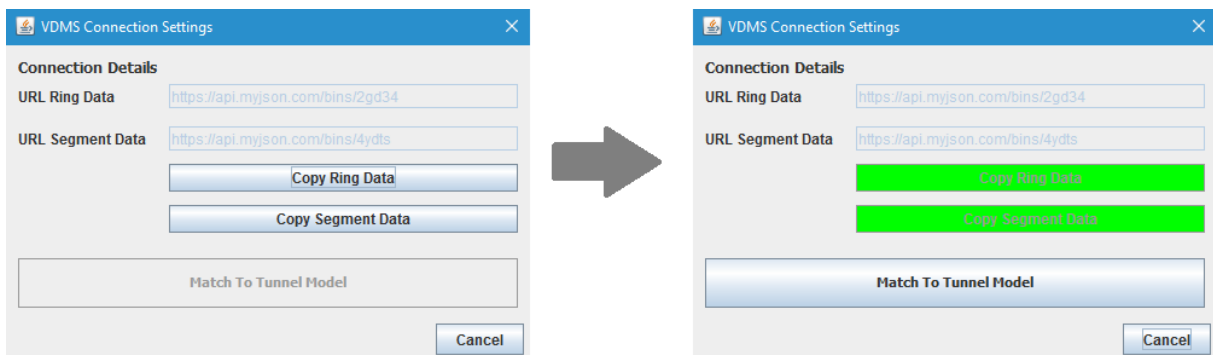 VDMS Connection Settings
Connection Details
URL Ring Data https://api.myjson.com/bins/2gd34
URL Segment Data https://api.myjson.com/bins/4ydts
Copy Ring Data
Copy Segment Data
Match To Tunnel Model
Cancel
VDMS Connection Settings
Connection Details
URL Ring Data https://api.myjson.com/bins/2gd34
URL Segment Data https://api.myjson.com/bins/4ydts
Copy Ring Data
Copy Segment Data
Match To Tunnel Model
Cancel